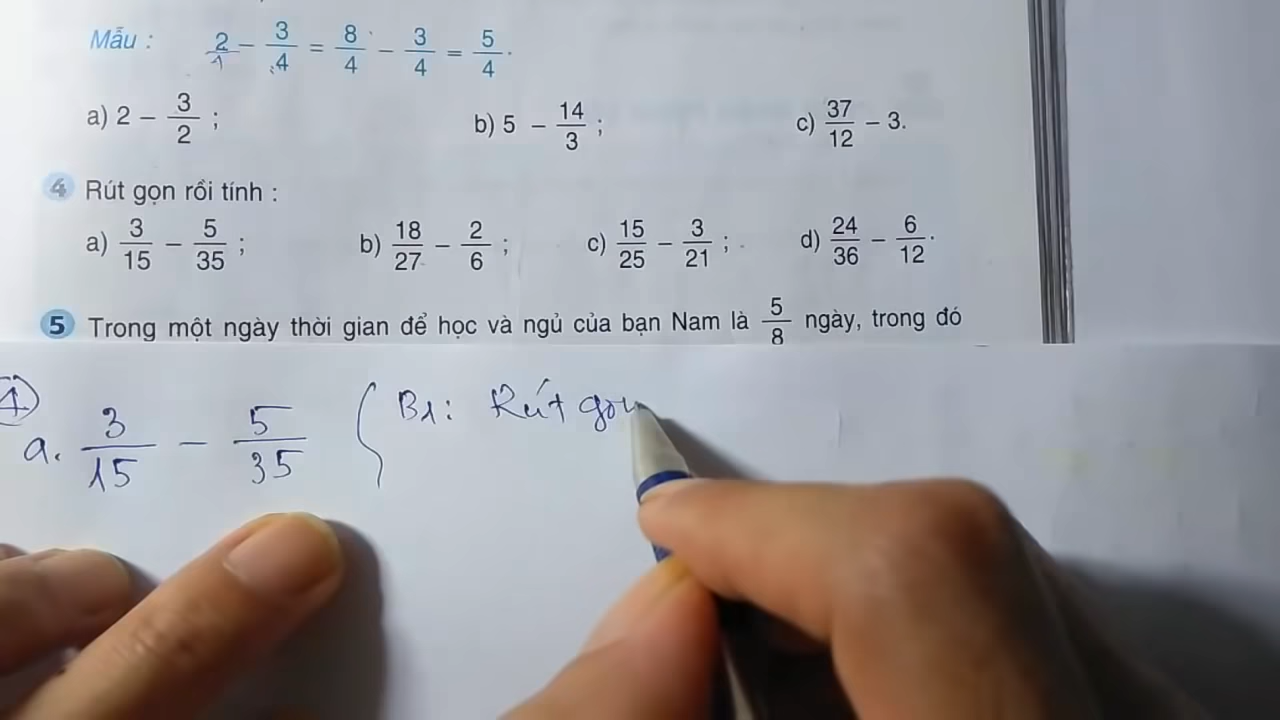 Mẫu : 2/1 − 3/4 = 8/4 − 3/4 = 5/4 .
a) 2 − 3/2 ; b) 5 − 14/3 ; c) 37/12 − 3.
4 Rút gọn rồi tính :
a) 3/15 − 5/35 ; b) 18/27 − 2/6 ; c) 15/25 − 3/21 ; d) 24/36 − 6/12 .
5 Trong một ngày thời gian để học và ngủ của bạn Nam là 5/8 ngày, trong đó
a. 3/15 − 5/35 { B1: Rút gọn